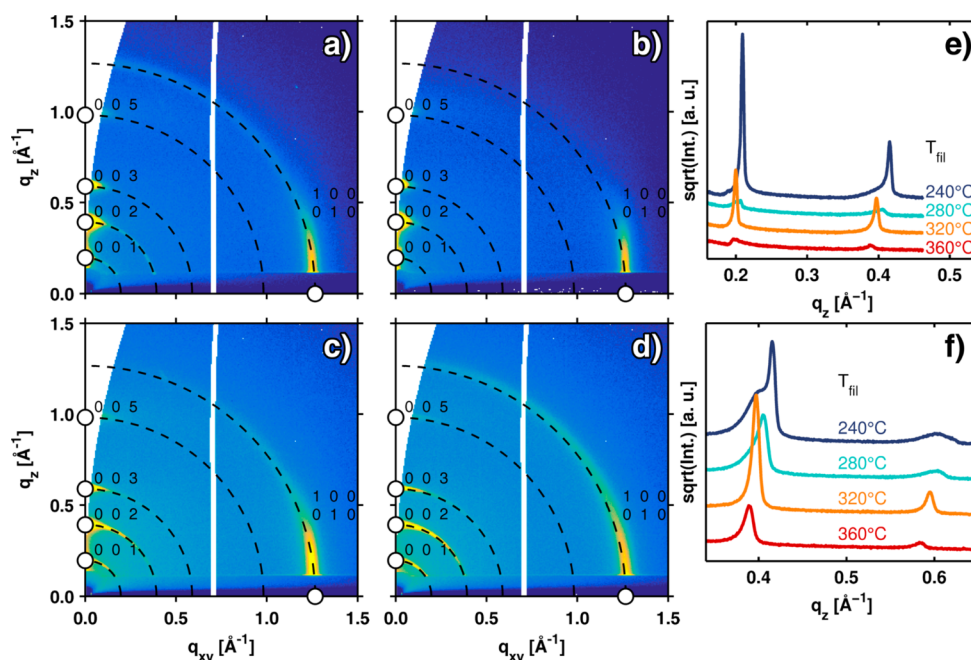 a)
1.5
1.0
0.5
0.0
q_z [Å⁻¹]
0 0 5
0 0 3
0 0 2
0 0 1
1 0 0
0 1 0
b)
0 0 5
0 0 3
0 0 2
0 0 1
1 0 0
0 1 0
e)
sqrt(Int.) [a. u.]
T_fil
240°C
280°C
320°C
360°C
0.2 0.3 0.4 0.5
q_z [Å⁻¹]
c)
1.5
1.0
0.5
0.0
q_z [Å⁻¹]
0 0 5
0 0 3
0 0 2
0 0 1
1 0 0
0 1 0
0.0 0.5 1.0 1.5
q_xy [Å⁻¹]
d)
0 0 5
0 0 3
0 0 2
0 0 1
1 0 0
0 1 0
0.0 0.5 1.0 1.5
q_xy [Å⁻¹]
f)
sqrt(Int.) [a. u.]
T_fil
240°C
280°C
320°C
360°C
0.4 0.5 0.6
q_z [Å⁻¹]